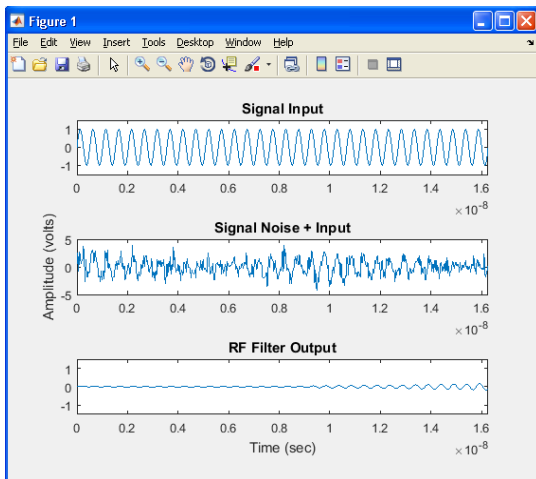 Figure 1
File Edit View Insert Tools Desktop Window Help
Signal Input
1
0
-1
0 0.2 0.4 0.6 0.8 1 1.2 1.4 1.6
×10⁻⁸
Signal Noise + Input
Amplitude (volts)
5
0
-5
0 0.2 0.4 0.6 0.8 1 1.2 1.4 1.6
×10⁻⁸
RF Filter Output
1
0
-1
0 0.2 0.4 0.6 0.8 1 1.2 1.4 1.6
Time (sec)
×10⁻⁸